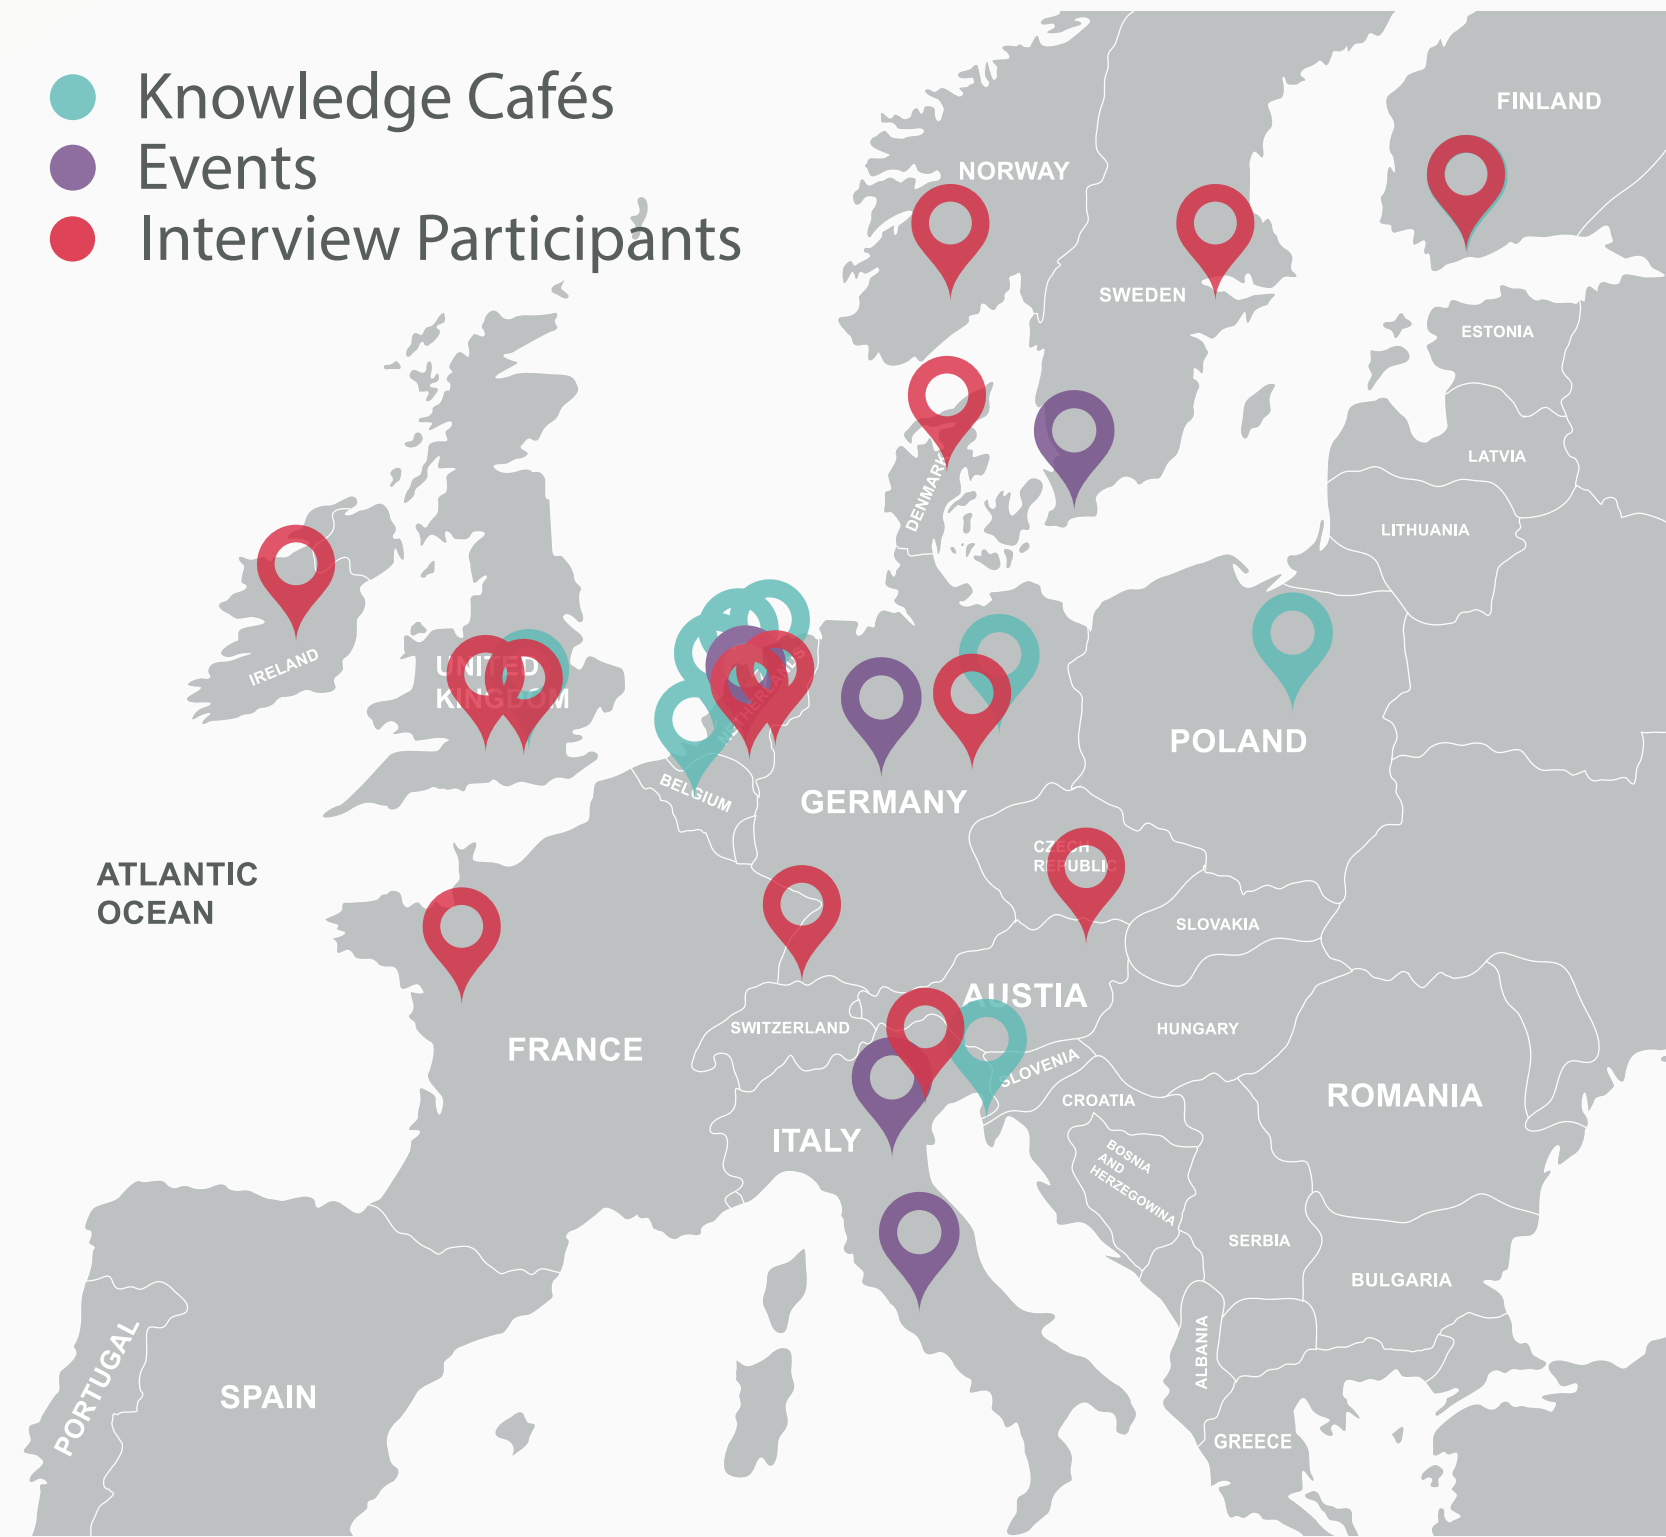 Knowledge Cafés
Events
Interview Participants
FINLAND
NORWAY
SWEDEN
ESTONIA
LATVIA
DENMARK
LITHUANIA
IRELAND
UNITED
KINGDOM
NETHERLANDS
POLAND
BELGIUM
GERMANY
CZECH
REPUBLIC
ATLANTIC
OCEAN
SLOVAKIA
AUSTIA
SWITZERLAND
HUNGARY
FRANCE
SLOVENIA
ROMANIA
CROATIA
ITALY
BOSNIA
AND
HERZEGOWINA
SERBIA
BULGARIA
ALBANIA
PORTUGAL
SPAIN
GREECE